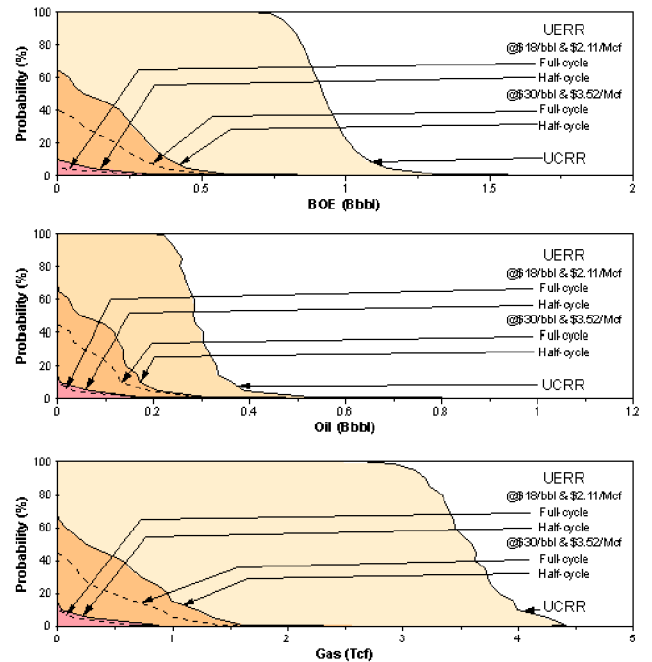 100
80
60
40
20
0
Probability (%)
UERR
@$18/bbl & $2.11/Mcf
Full-cycle
Half-cycle
@$30/bbl & $3.52/Mcf
Full-cycle
Half-cycle
UCRR
0 0.5 1 1.5 2
BOE (Bbbl)
100
80
60
40
20
0
Probability (%)
UERR
@$18/bbl & $2.11/Mcf
Full-cycle
Half-cycle
@$30/bbl & $3.52/Mcf
Full-cycle
Half-cycle
UCRR
0 0.2 0.4 0.6 0.8 1 1.2
Oil (Bbbl)
100
80
60
40
20
0
Probability (%)
UERR
@$18/bbl & $2.11/Mcf
Full-cycle
Half-cycle
@$30/bbl & $3.52/Mcf
Full-cycle
Half-cycle
UCRR
0 1 2 3 4 5
Gas (Tcf)